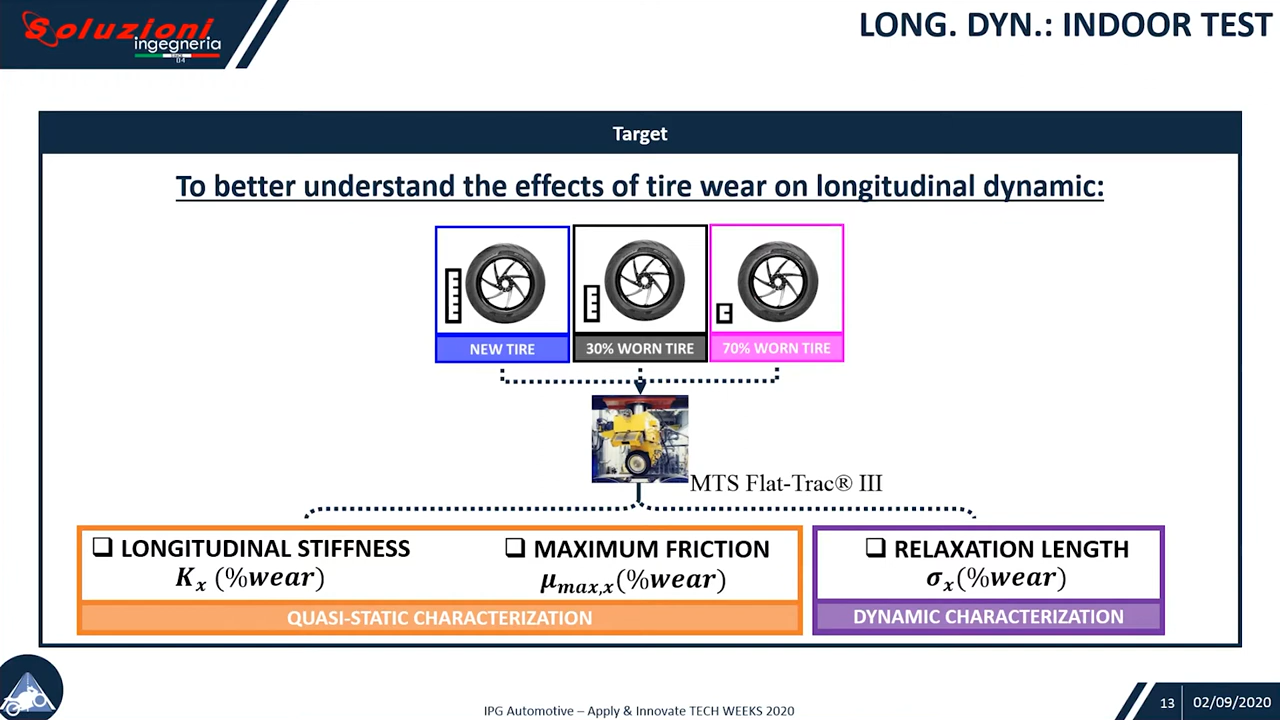 Soluzioni
ingegneria
SINCE
84
LONG. DYN.: INDOOR TEST
Target
To better understand the effects of tire wear on longitudinal dynamic:
NEW TIRE
30% WORN TIRE
70% WORN TIRE
MTS Flat-Trac® III
❑ LONGITUDINAL STIFFNESS
Kₓ (%wear)
❑ MAXIMUM FRICTION
μmax,x(%wear)
QUASI-STATIC CHARACTERIZATION
❑ RELAXATION LENGTH
σₓ(%wear)
DYNAMIC CHARACTERIZATION
IPG Automotive – Apply & Innovate TECH WEEKS 2020
13
02/09/2020